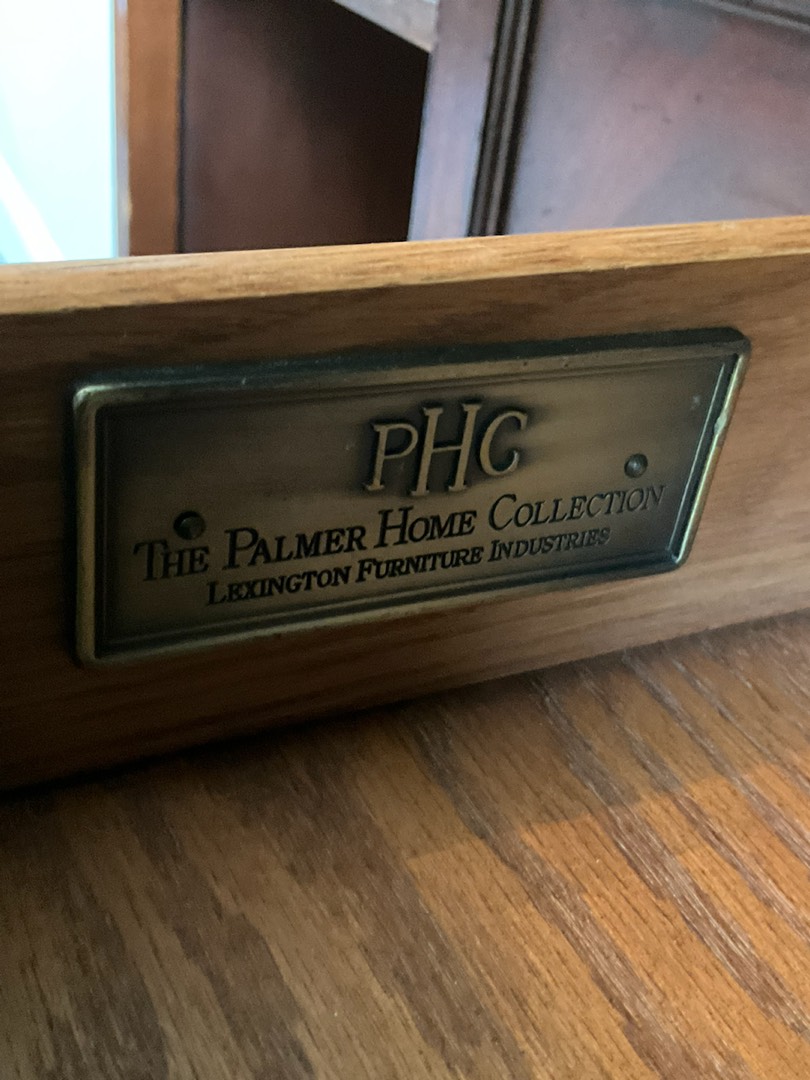 PHC
THE PALMER HOME COLLECTION
LEXINGTON FURNITURE INDUSTRIES